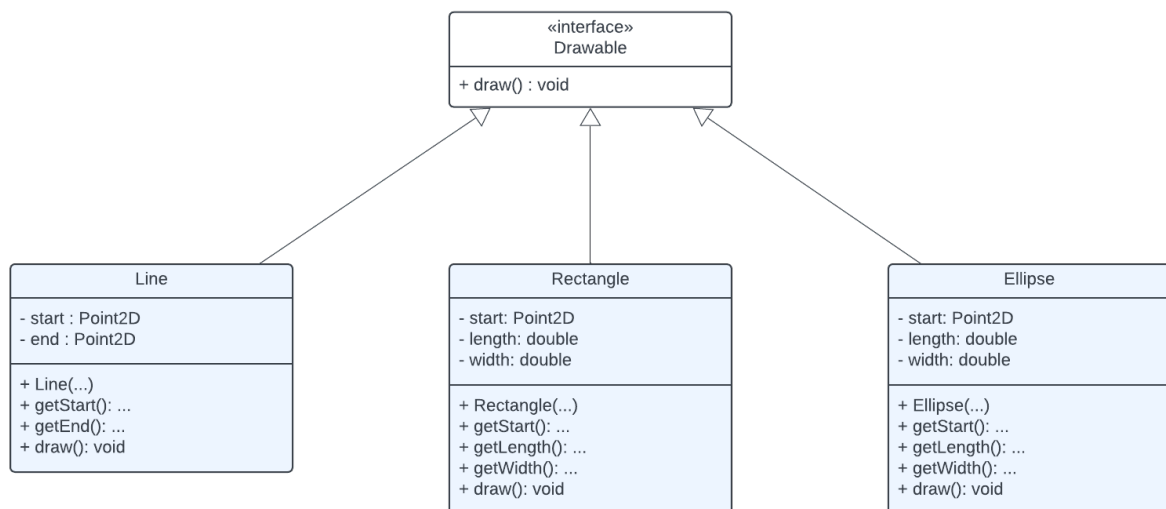 «interface»
Drawable
+ draw() : void
Line
- start : Point2D
- end : Point2D
+ Line(...)
+ getStart(): ...
+ getEnd(): ...
+ draw(): void
Rectangle
- start: Point2D
- length: double
- width: double
+ Rectangle(...)
+ getStart(): ...
+ getLength(): ...
+ getWidth(): ...
+ draw(): void
Ellipse
- start: Point2D
- length: double
- width: double
+ Ellipse(...)
+ getStart(): ...
+ getLength(): ...
+ getWidth(): ...
+ draw(): void